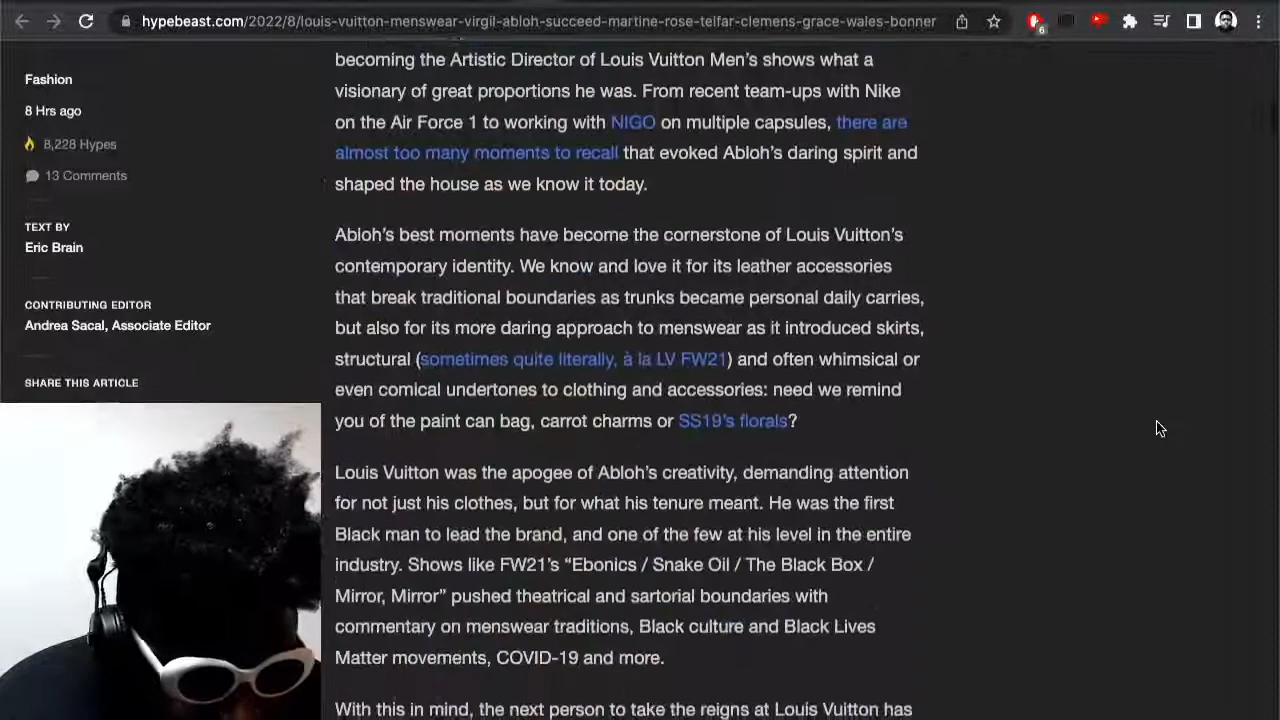 hypebeast.com/2022/8/louis-vuitton-menswear-virgil-abloh-succeed-martine-rose-telfar-clemens-grace-wales-bonner
6
Fashion
8 Hrs ago
8,228 Hypes
13 Comments
TEXT BY
Eric Brain
CONTRIBUTING EDITOR
Andrea Sacal, Associate Editor
SHARE THIS ARTICLE
becoming the Artistic Director of Louis Vuitton Men's shows what a
visionary of great proportions he was. From recent team-ups with Nike
on the Air Force 1 to working with NIGO on multiple capsules, there are
almost too many moments to recall that evoked Abloh's daring spirit and
shaped the house as we know it today.
Abloh's best moments have become the cornerstone of Louis Vuitton's
contemporary identity. We know and love it for its leather accessories
that break traditional boundaries as trunks became personal daily carries,
but also for its more daring approach to menswear as it introduced skirts,
structural (sometimes quite literally, à la LV FW21) and often whimsical or
even comical undertones to clothing and accessories: need we remind
you of the paint can bag, carrot charms or SS19's florals?
Louis Vuitton was the apogee of Abloh's creativity, demanding attention
for not just his clothes, but for what his tenure meant. He was the first
Black man to lead the brand, and one of the few at his level in the entire
industry. Shows like FW21's “Ebonics / Snake Oil / The Black Box /
Mirror, Mirror” pushed theatrical and sartorial boundaries with
commentary on menswear traditions, Black culture and Black Lives
Matter movements, COVID-19 and more.
With this in mind, the next person to take the reigns at Louis Vuitton has